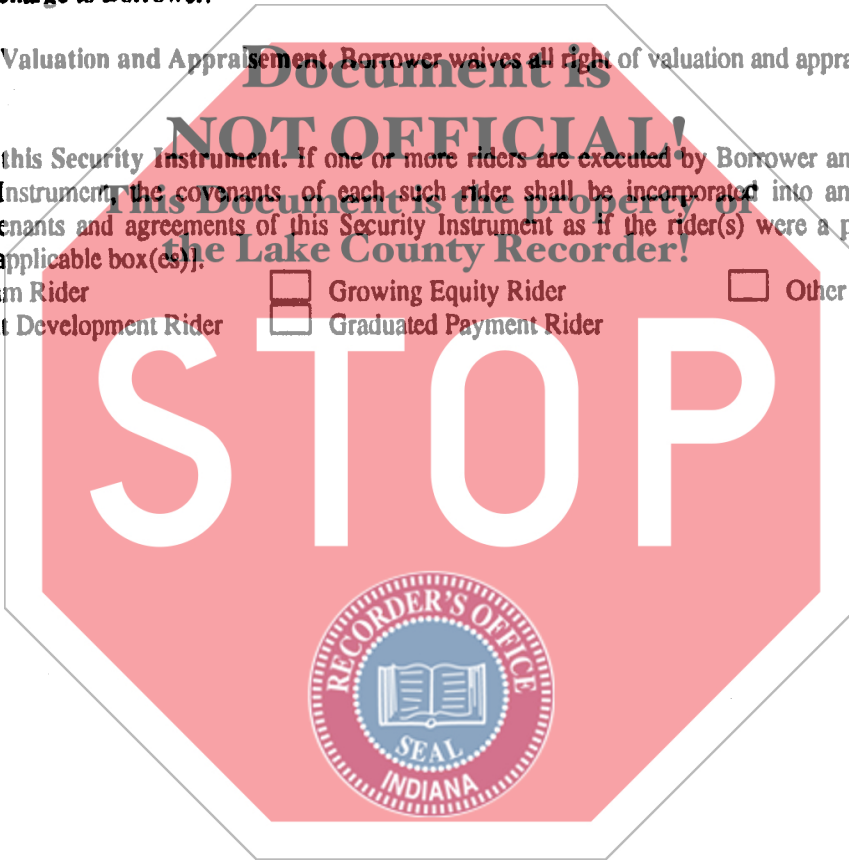 Valuation and Appraisement. Borrower waives all right of valuation and appra
Document is
NOT OFFICIAL!
this Security Instrument. If one or more riders are executed by Borrower an
Instrument, the covenants of each such rider shall be incorporated into an
This Document is the property of
enants and agreements of this Security Instrument as if the rider(s) were a p
the Lake County Recorder!
applicable box(es)].
m Rider
Growing Equity Rider
Other
t Development Rider
Graduated Payment Rider
STOP
RECORDER'S OFFICE
SEAL
INDIANA